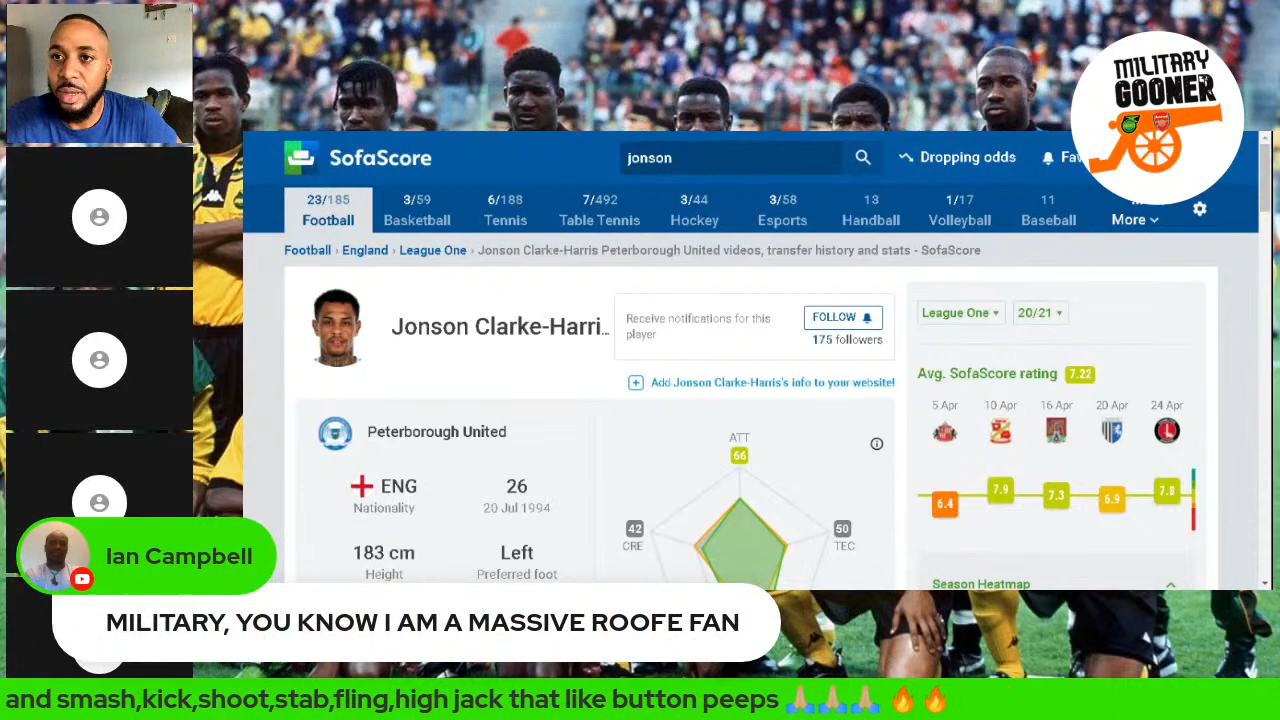 MILITARY
GOONER
SofaScore
jonson
Dropping odds
Fav
23/185
Football
3/59
Basketball
6/188
Tennis
7/492
Table Tennis
3/44
Hockey
3/58
Esports
13
Handball
1/17
Volleyball
11
Baseball
More
Football › England › League One › Jonson Clarke-Harris Peterborough United videos, transfer history and stats - SofaScore
Jonson Clarke-Harri...
Receive notifications for this
player
FOLLOW
175 followers
Add Jonson Clarke-Harris's info to your website!
League One
20/21
Avg. SofaScore rating 7.22
5 Apr 10 Apr 16 Apr 20 Apr 24 Apr
6.4 7.9 7.3 6.9 7.8
Season Heatmap
Peterborough United
ENG
Nationality
26
20 Jul 1994
183 cm
Height
Left
Preferred foot
ATT
66
42
CRE
50
TEC
Ian Campbell
MILITARY, YOU KNOW I AM A MASSIVE ROOFE FAN
and smash,kick,shoot,stab,fling,high jack that like button peeps 🙏🏽🙏🏽🙏🏽 🔥🔥